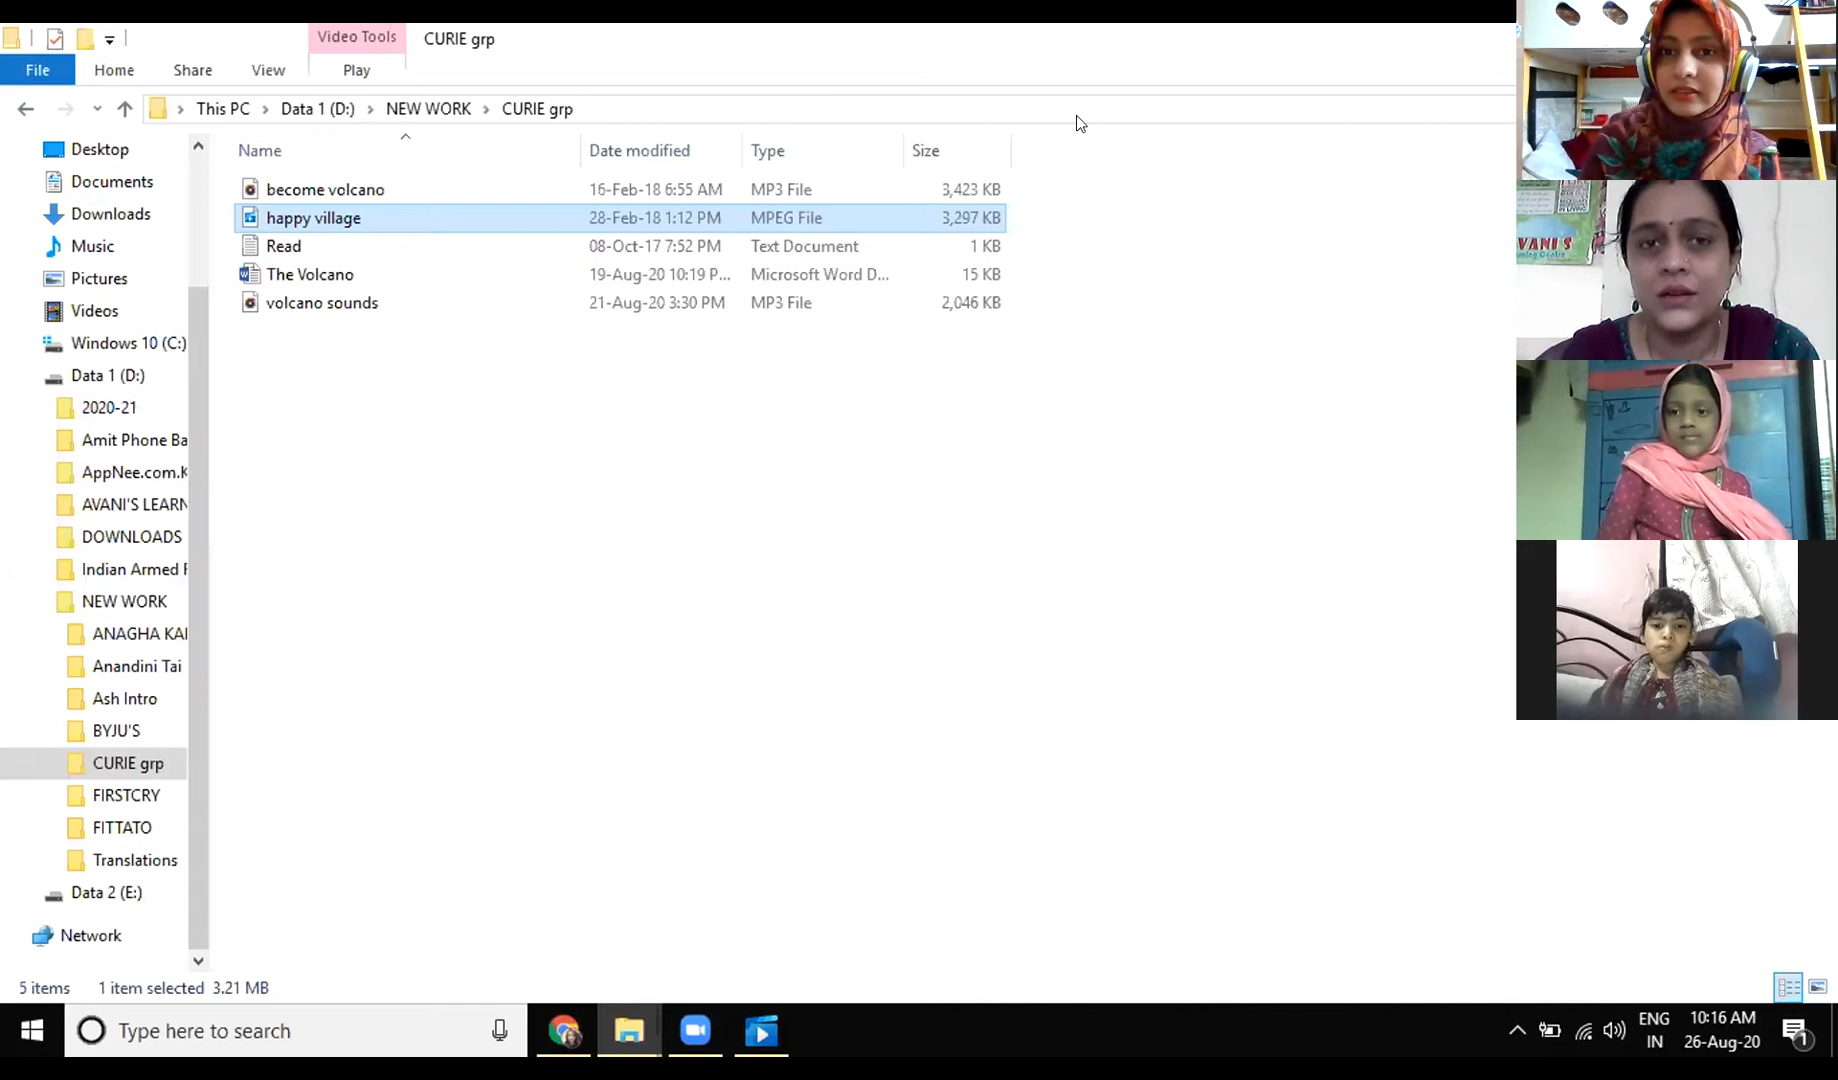 Video Tools CURIE grp
File Home Share View Play
This PC > Data 1 (D:) > NEW WORK > CURIE grp
Name Date modified Type Size
become volcano 16-Feb-18 6:55 AM MP3 File 3,423 KB
happy village 28-Feb-18 1:12 PM MPEG File 3,297 KB
Read 08-Oct-17 7:52 PM Text Document 1 KB
The Volcano 19-Aug-20 10:19 P... Microsoft Word D... 15 KB
volcano sounds 21-Aug-20 3:30 PM MP3 File 2,046 KB
Desktop
Documents
Downloads
Music
Pictures
Videos
Windows 10 (C:)
Data 1 (D:)
2020-21
Amit Phone Ba
AppNee.com.K
AVANI'S LEARN
DOWNLOADS
Indian Armed F
NEW WORK
ANAGHA KAI
Anandini Tai
Ash Intro
BYJU'S
CURIE grp
FIRSTCRY
FITTATO
Translations
Data 2 (E:)
Network
5 items 1 item selected 3.21 MB
VANI'S
Type here to search
ENG
IN
10:16 AM
26-Aug-20
1